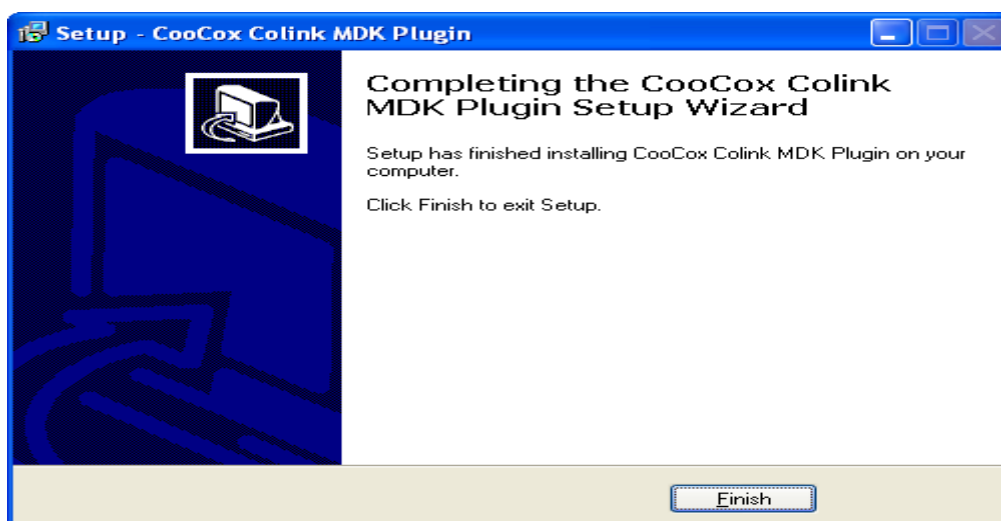 Setup - CooCox Colink MDK Plugin
Completing the CooCox Colink
MDK Plugin Setup Wizard
Setup has finished installing CooCox Colink MDK Plugin on your
computer.
Click Finish to exit Setup.
Finish